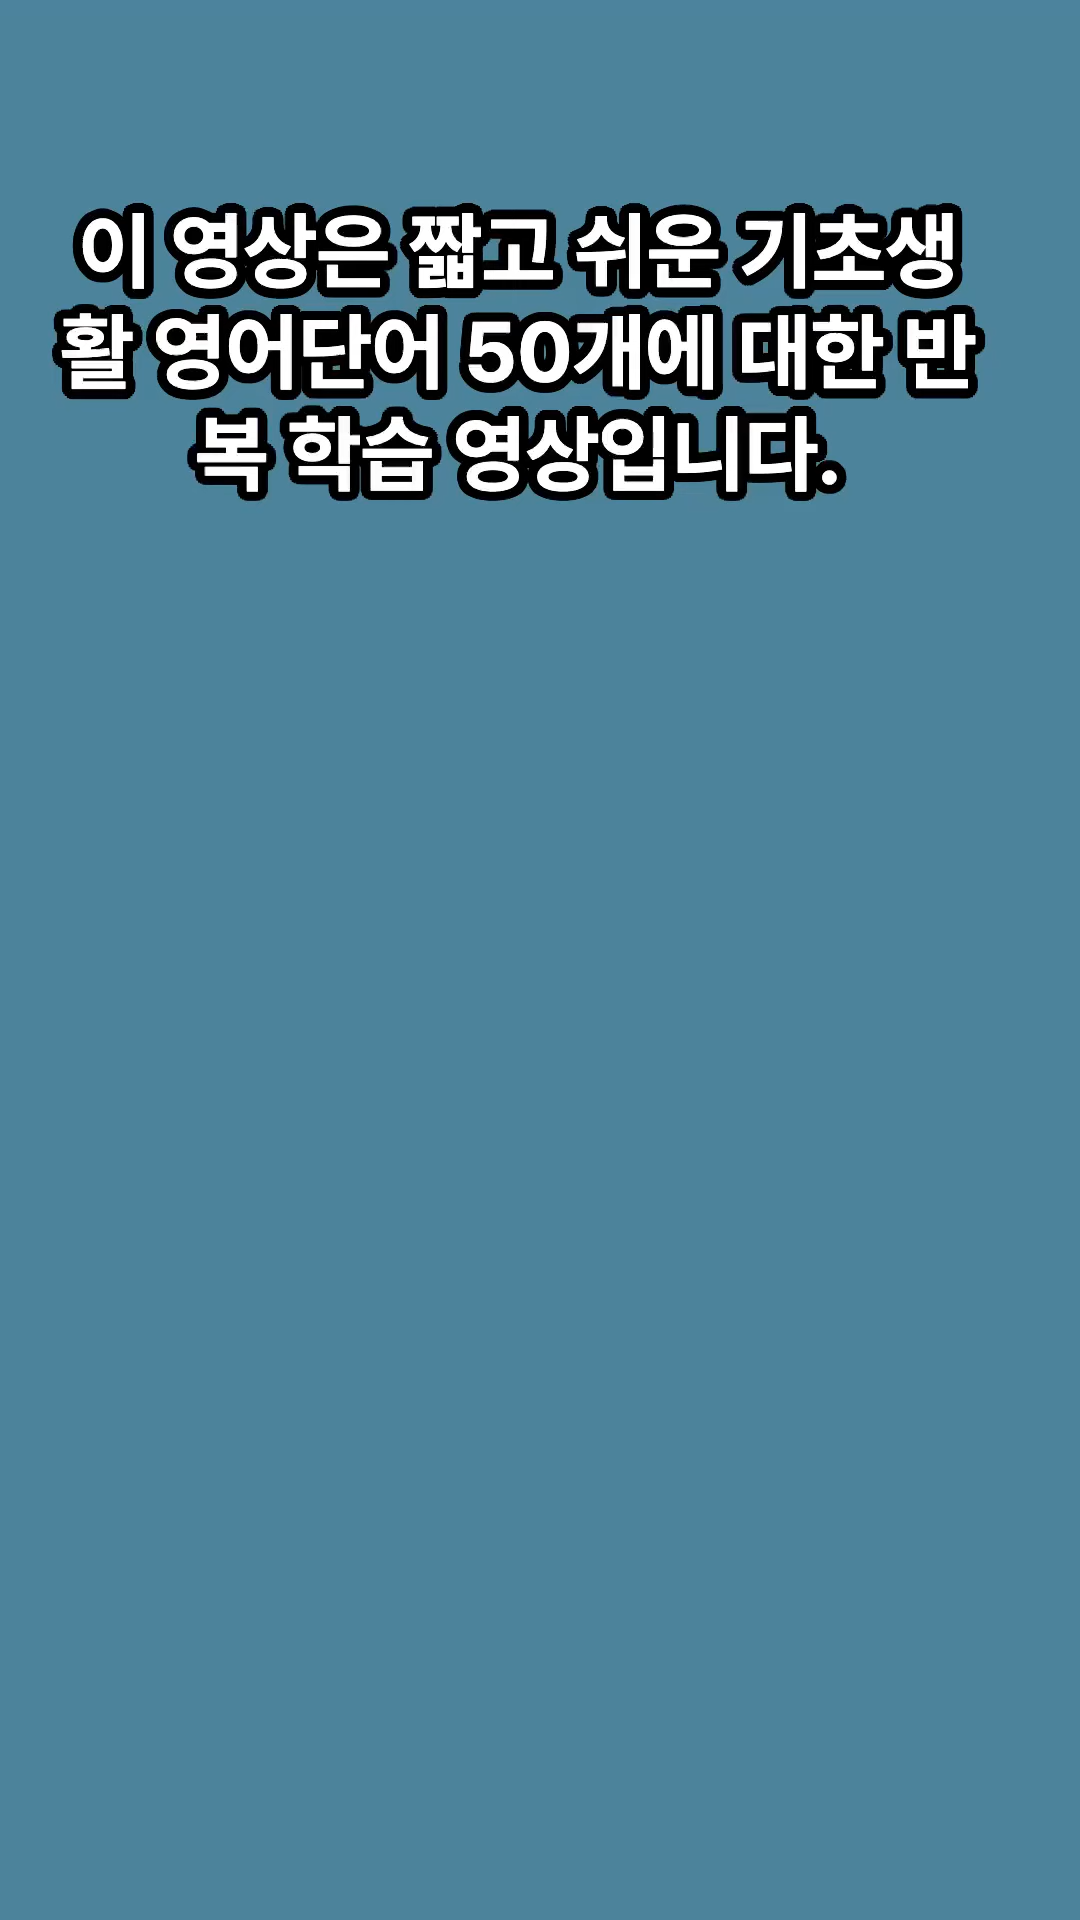 이 영상은 짧고 쉬운 기초생
활 영어단어 50개에 대한 반
복 학습 영상입니다.